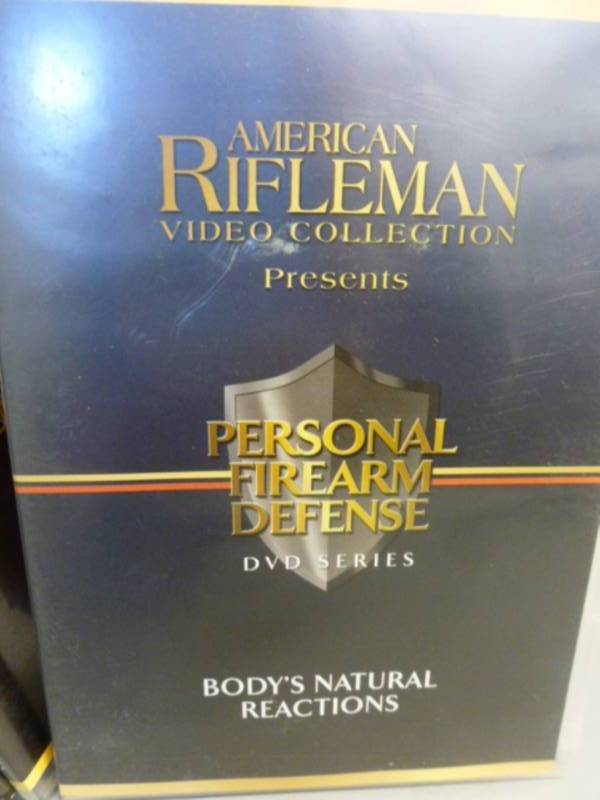 AMERICAN
RIFLEMAN
VIDEO COLLECTION
Presents
PERSONAL
FIREARM
DEFENSE
DVD SERIES
BODY'S NATURAL
REACTIONS